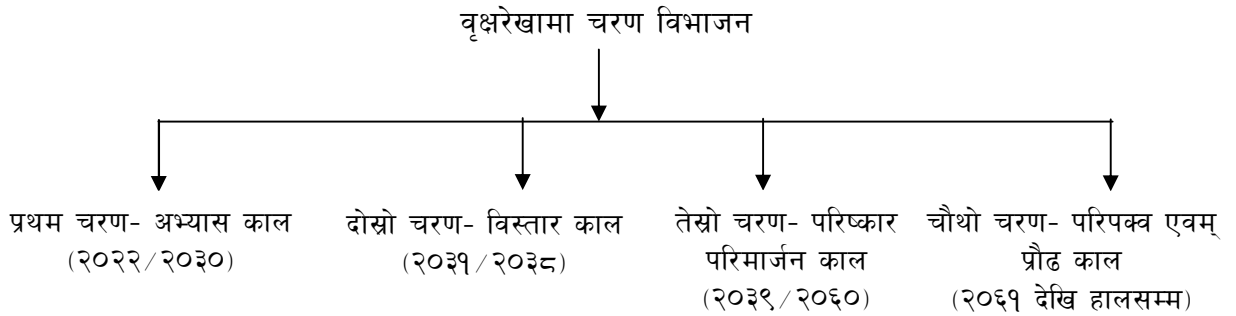 वृक्षरेखामा चरण विभाजन
प्रथम चरण- अभ्यास काल
(२०२२/२०३०)
दोस्रो चरण- विस्तार काल
(२०३१/२०३८)
तेस्रो चरण- परिष्कार
परिमार्जन काल
(२०३९/२०६०)
चौथो चरण- परिपक्व एवम्
प्रौढ काल
(२०६१ देखि हालसम्म)